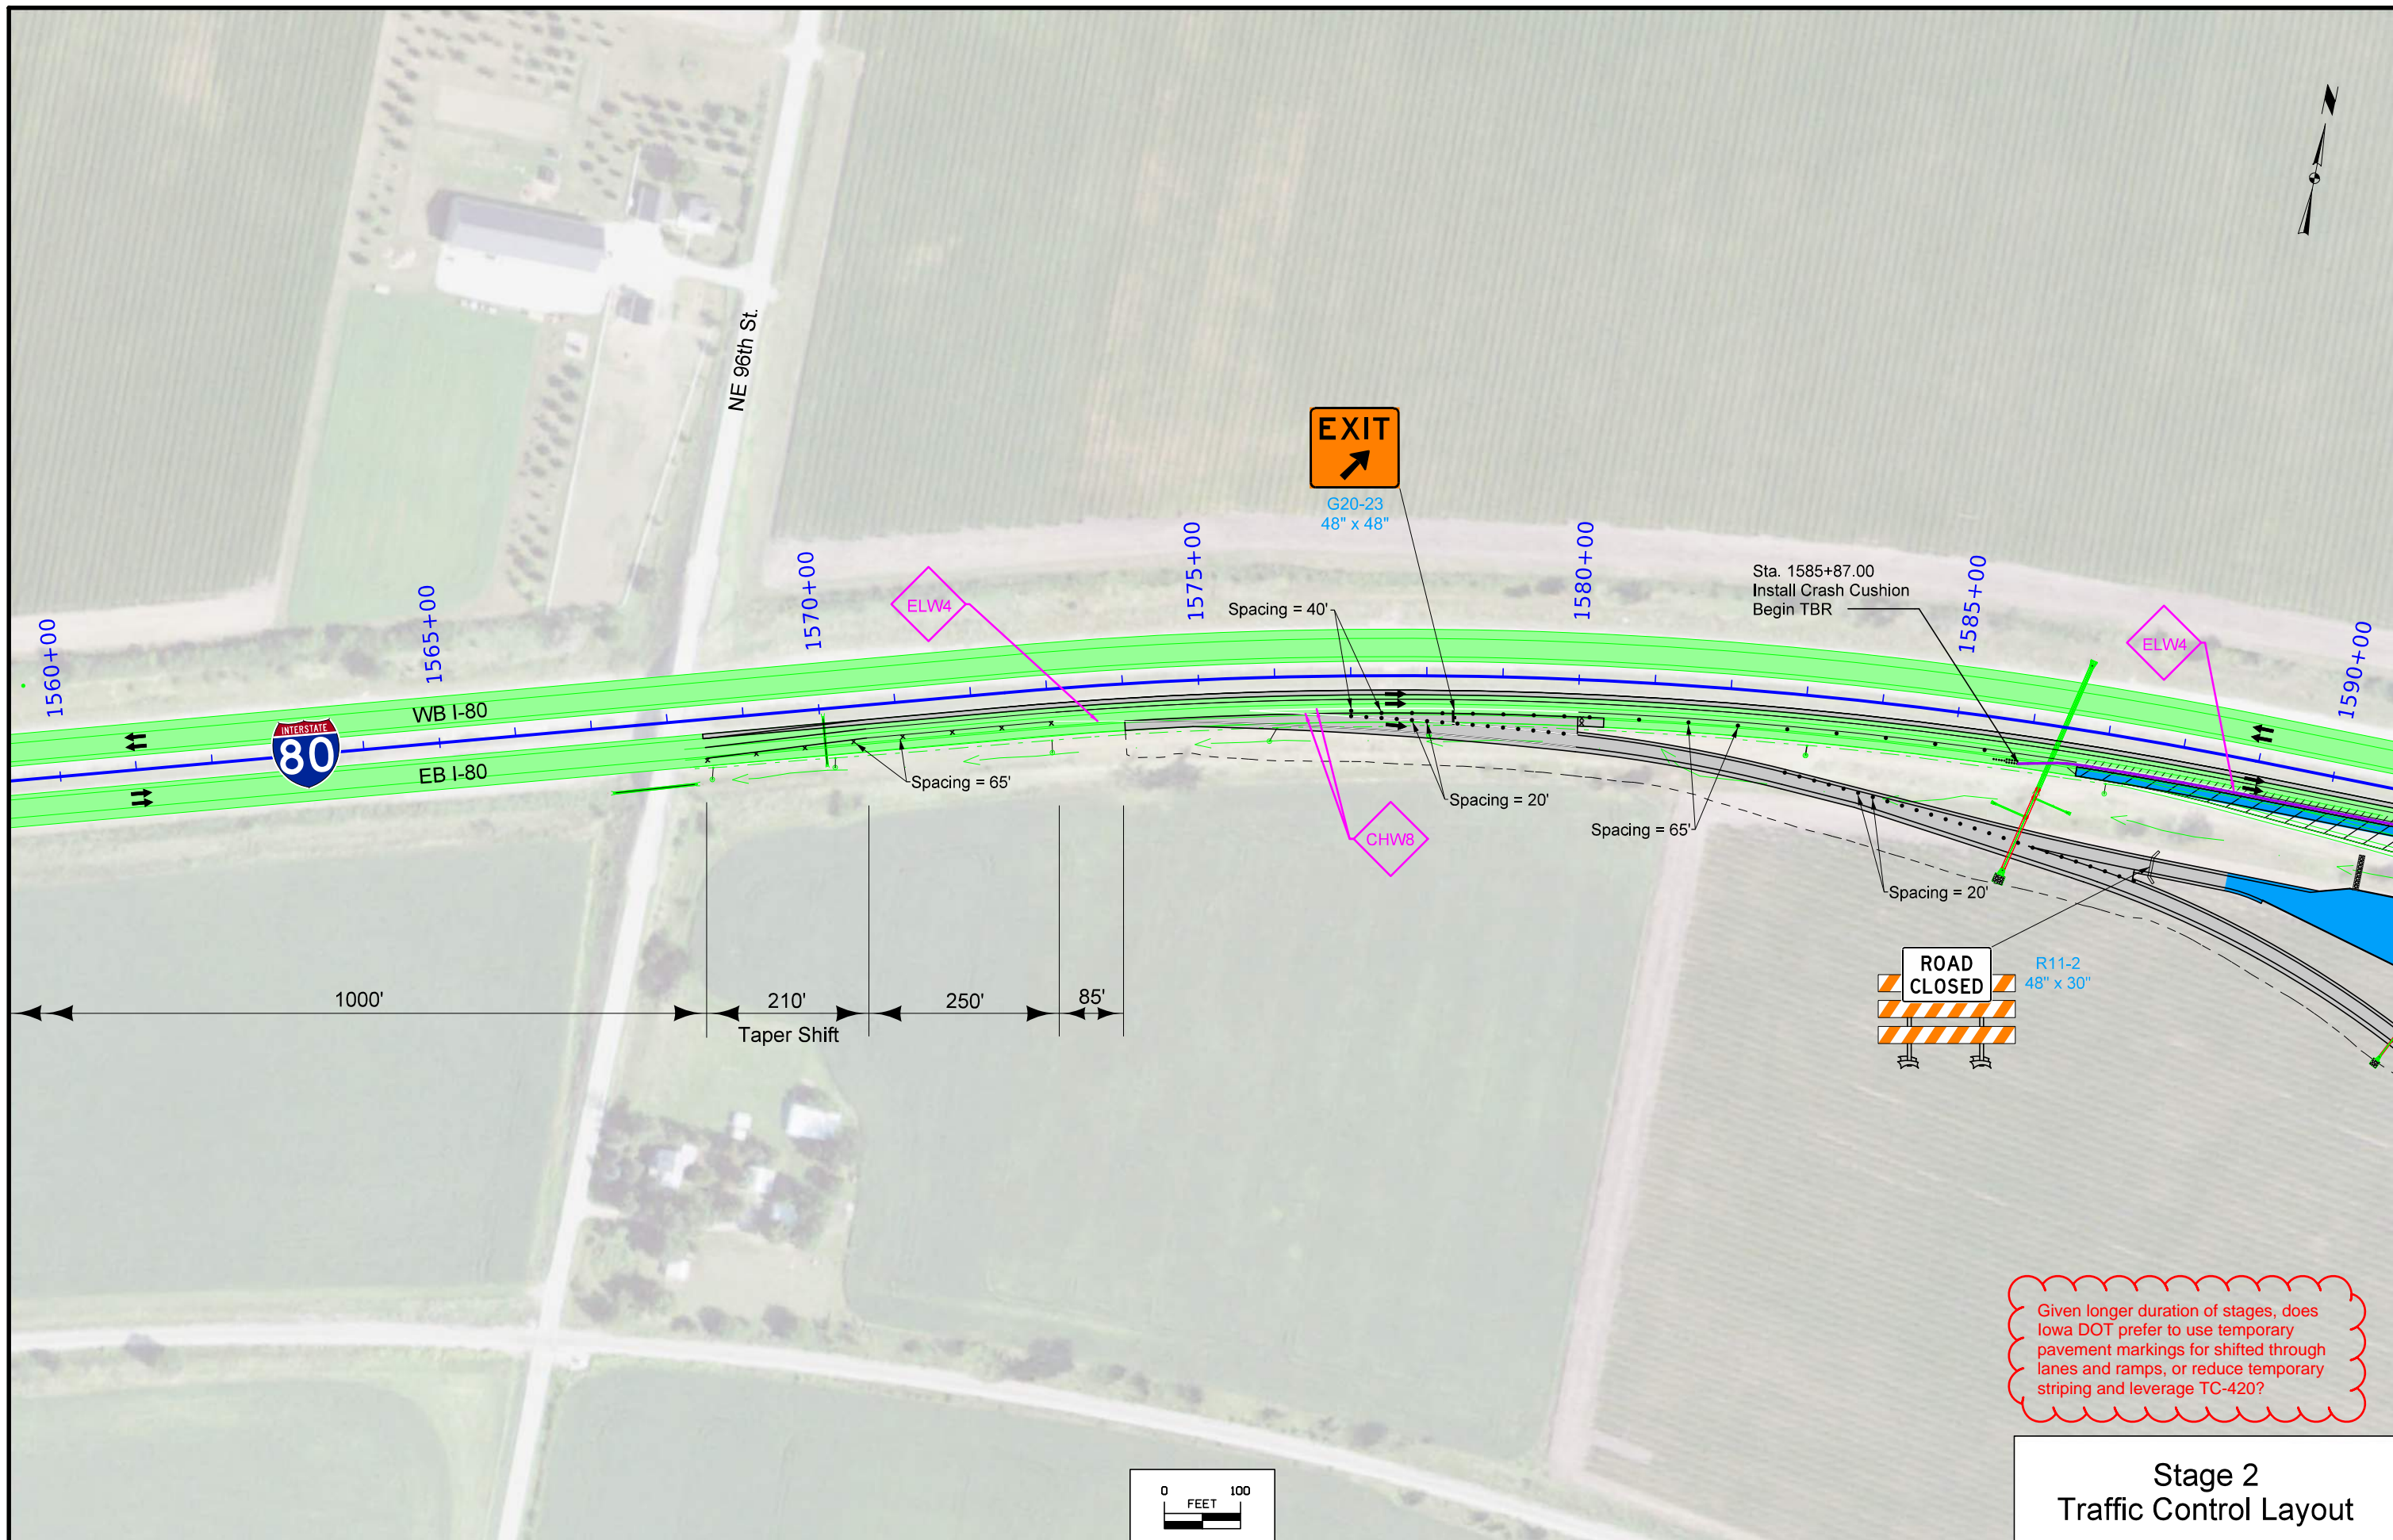 N
NE 96th St.
EXIT
G20-23
48" x 48"
1560+00
1565+00
1570+00
1575+00
1580+00
1585+00
1590+00
ELW4
Spacing = 40'
Sta. 1585+87.00
Install Crash Cushion
Begin TBR
ELW4
WB I-80
INTERSTATE
80
EB I-80
Spacing = 65'
Spacing = 20'
CHW8
Spacing = 65'
Spacing = 20'
ROAD
CLOSED
R11-2
48" x 30"
1000'
210'
250'
85'
Taper Shift
Given longer duration of stages, does
Iowa DOT prefer to use temporary
pavement markings for shifted through
lanes and ramps, or reduce temporary
striping and leverage TC-420?
0
100
FEET
Stage 2
Traffic Control Layout